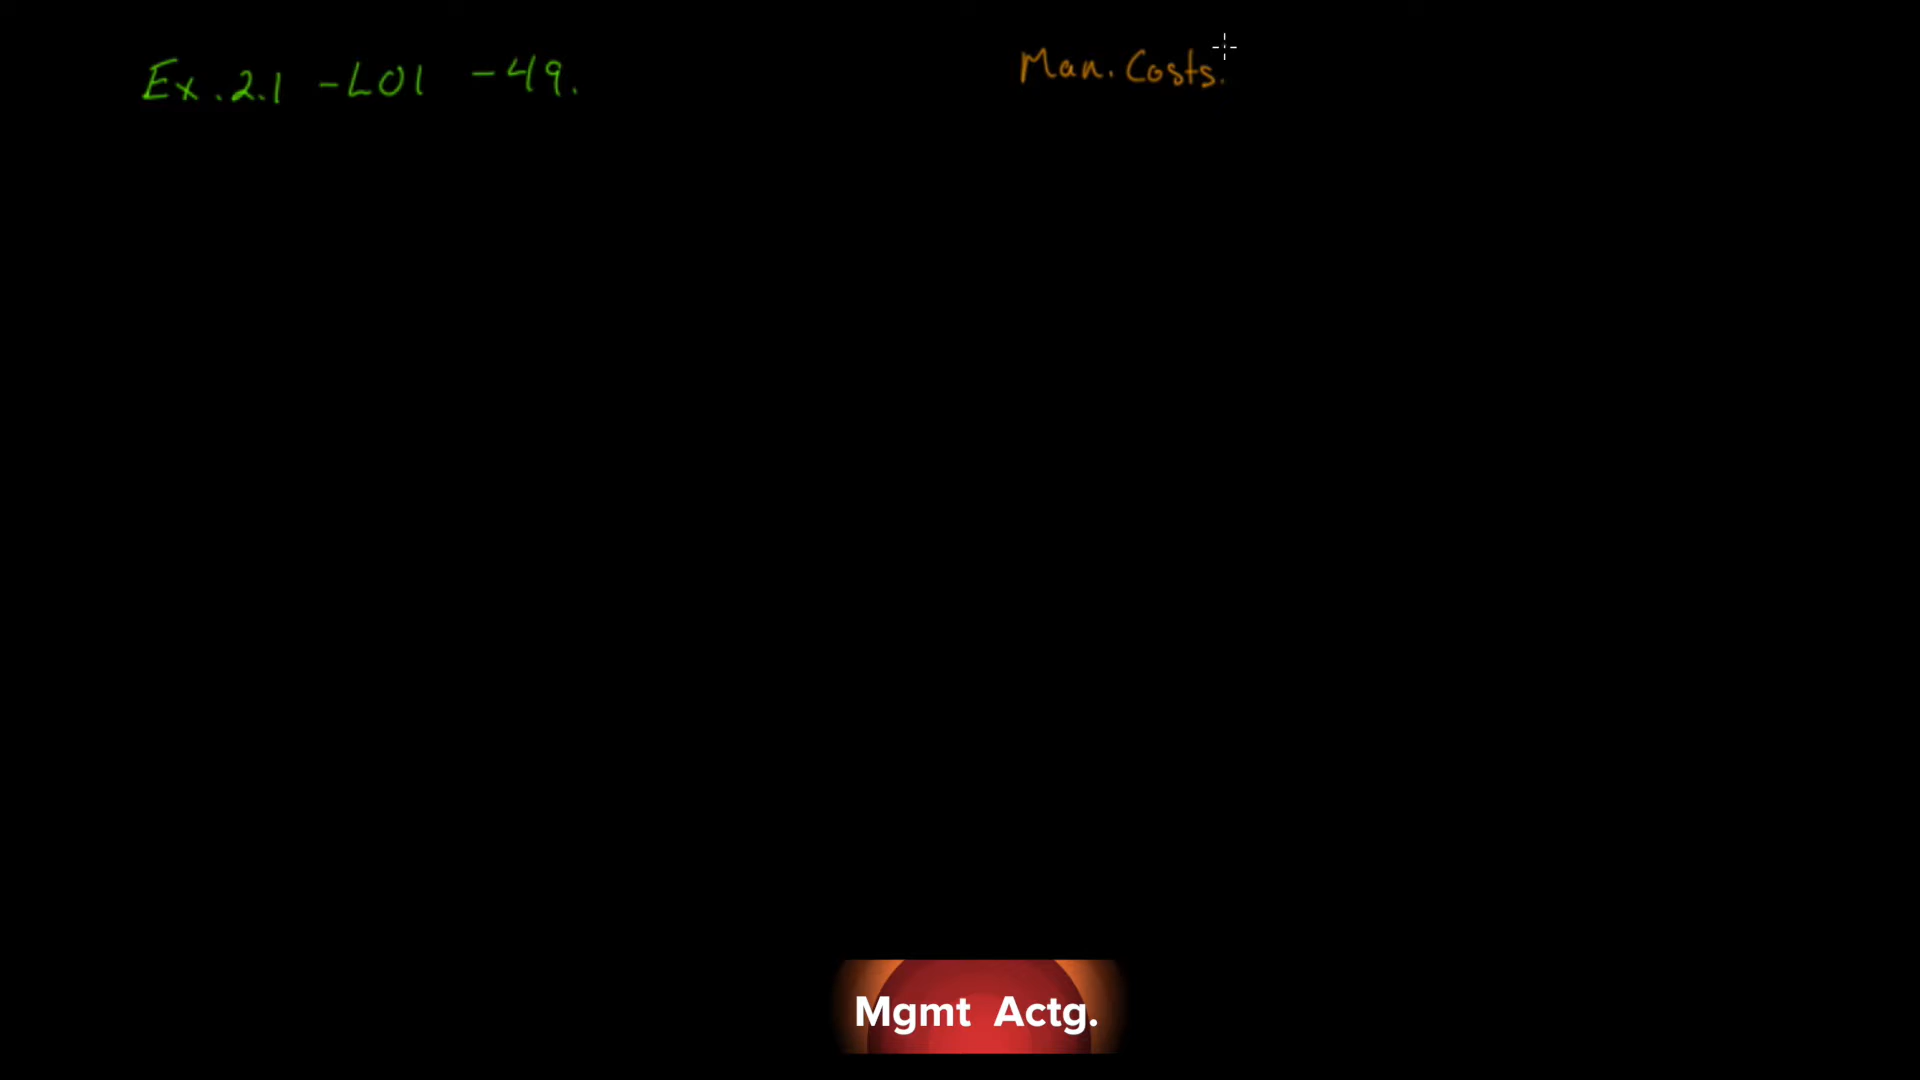 Ex. 2.1 - LO1 - 49.
Man. Costs.
Mgmt Actg.